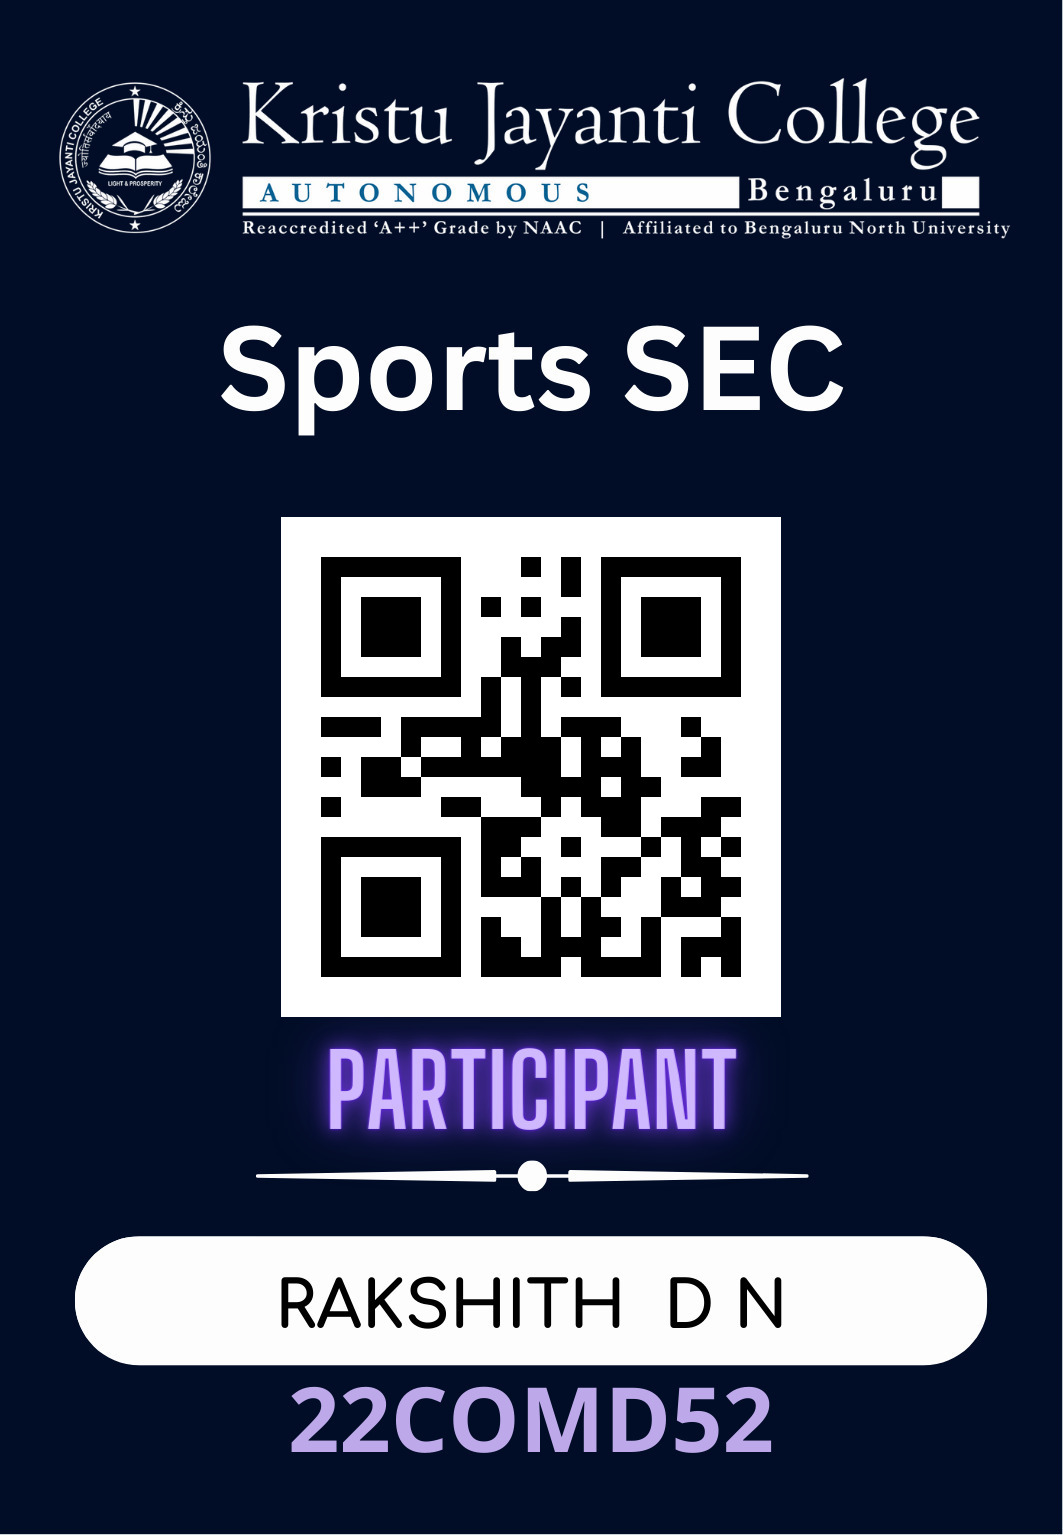 KRISTU JAYANTI COLLEGE
ಕ್ರಿಸ್ತು ಜಯಂತಿ ಕಾಲೇಜು
LIGHT & PROSPERITY
Kristu Jayanti College
AUTONOMOUS Bengaluru
Reaccredited ‘A++’ Grade by NAAC | Affiliated to Bengaluru North University
Sports SEC
PARTICIPANT
RAKSHITH D N
22COMD52